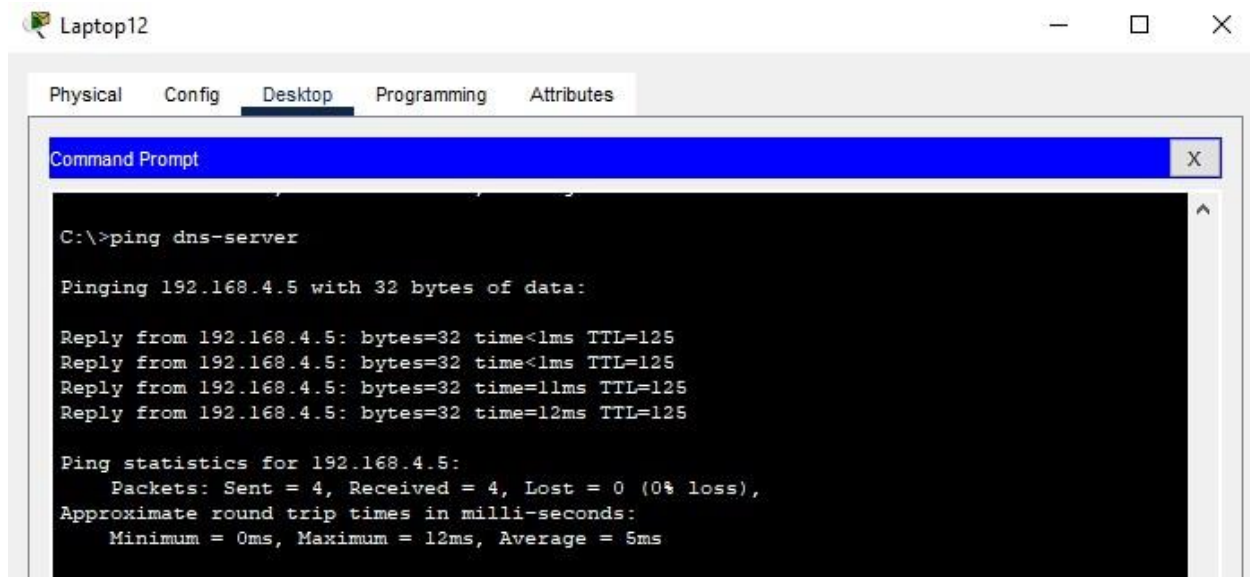 Laptop12
Physical Config Desktop Programming Attributes
Command Prompt
X
C:\>ping dns-server
Pinging 192.168.4.5 with 32 bytes of data:
Reply from 192.168.4.5: bytes=32 time<1ms TTL=125
Reply from 192.168.4.5: bytes=32 time<1ms TTL=125
Reply from 192.168.4.5: bytes=32 time=11ms TTL=125
Reply from 192.168.4.5: bytes=32 time=12ms TTL=125
Ping statistics for 192.168.4.5:
Packets: Sent = 4, Received = 4, Lost = 0 (0% loss),
Approximate round trip times in milli-seconds:
Minimum = 0ms, Maximum = 12ms, Average = 5ms